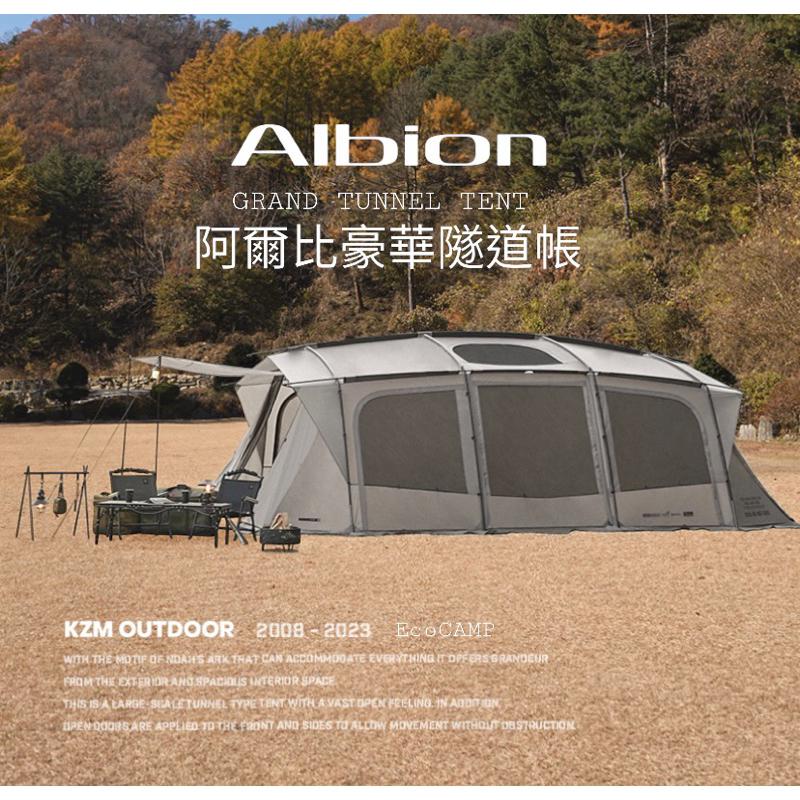 Albion
GRAND TUNNEL TENT
阿爾比豪華隧道帳
KZM OUTDOOR 2008 - 2023 EcoCAMP
WITH THE MOTIF OF NOAH'S ARK THAT CAN ACCOMMODATE EVERYTHING IT OFFERS GRANDEUR
FROM THE EXTERIOR AND SPACIOUS INTERIOR SPACE.
THIS IS A LARGE-SCALE TUNNEL TYPE TENT WITH A VAST OPEN FEELING. IN ADDITION,
OPEN DOORS ARE APPLIED TO THE FRONT AND SIDES TO ALLOW MOVEMENT WITHOUT OBSTRUCTION.